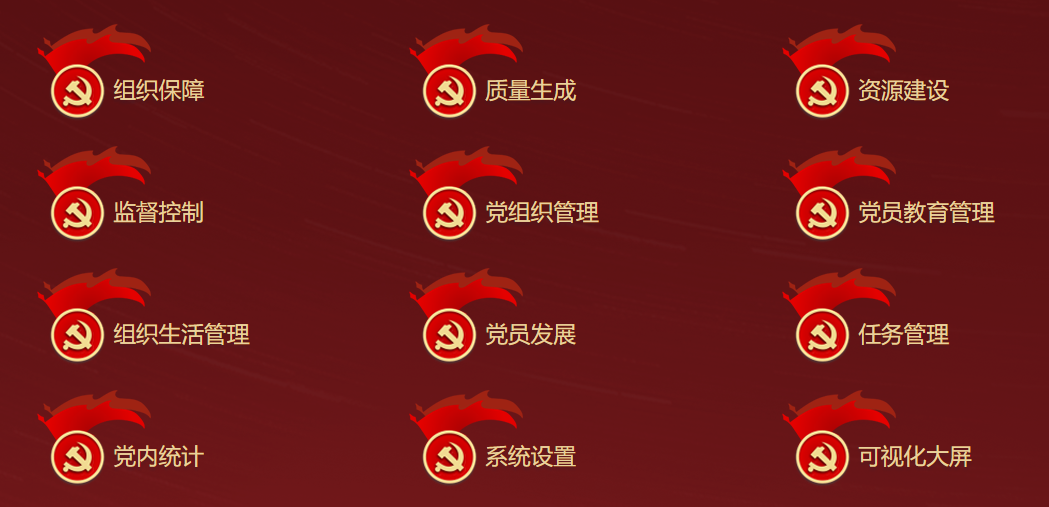 组织保障
质量生成
资源建设
监督控制
党组织管理
党员教育管理
组织生活管理
党员发展
任务管理
党内统计
系统设置
可视化大屏